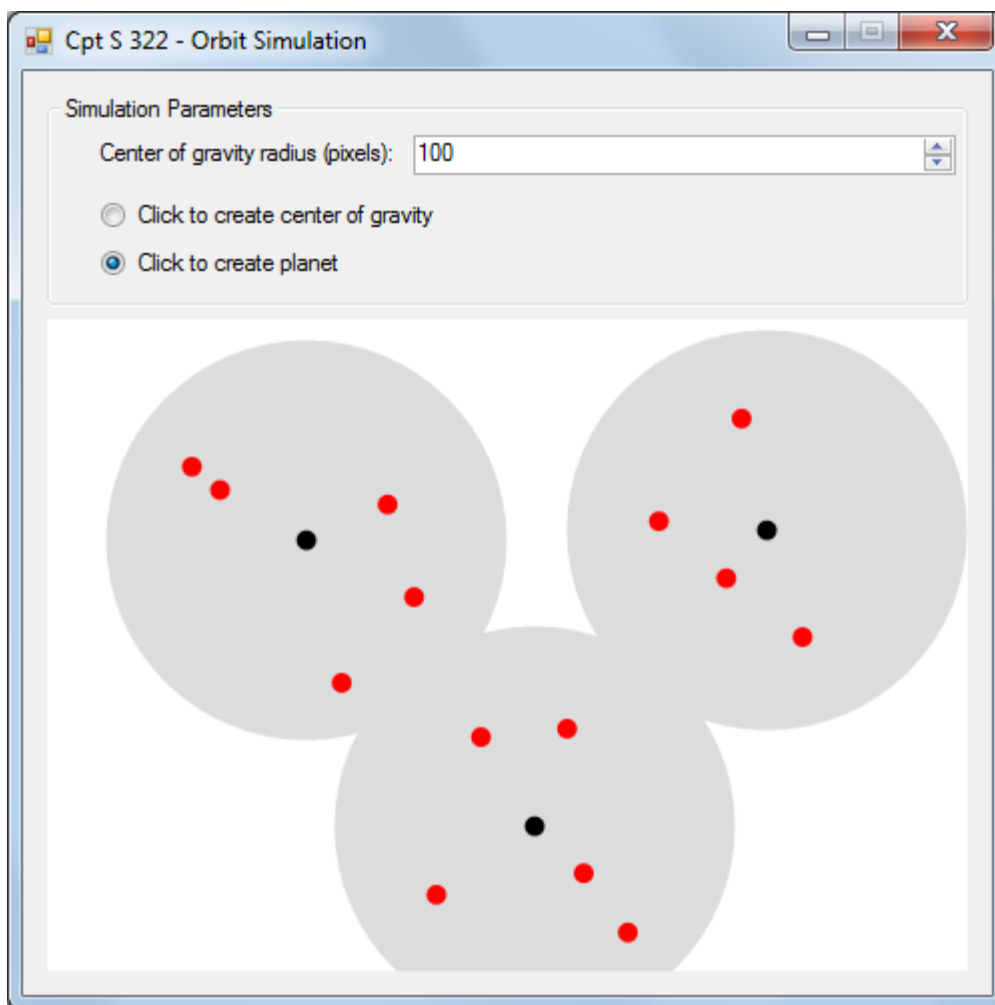 Cpt S 322 - Orbit Simulation
Simulation Parameters
Center of gravity radius (pixels): 100
Click to create center of gravity
Click to create planet